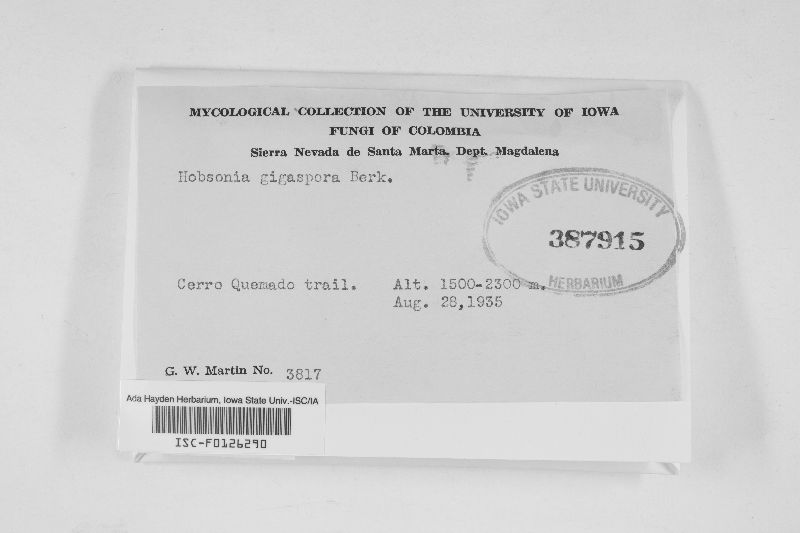 MYCOLOGICAL COLLECTION OF THE UNIVERSITY OF IOWA
FUNGI OF COLOMBIA
Sierra Nevada de Santa Marta, Dept. Magdalena
Hobsonia gigaspora Berk.
IOWA STATE UNIVERSITY
387915
HERBARIUM
Cerro Quemado trail. Alt. 1500-2300 m.
Aug. 28,1935
G. W. Martin No. 3817
Ada Hayden Herbarium, Iowa State Univ.-ISC/IA
ISC-F0126290